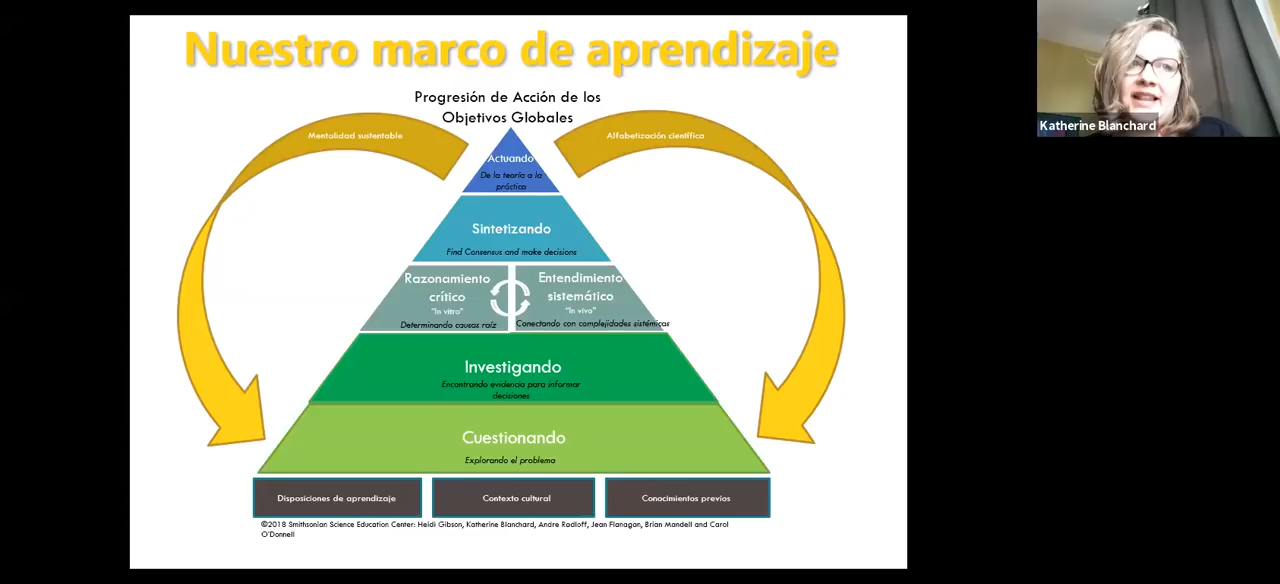 Nuestro marco de aprendizaje
Progresión de Acción de los
Objetivos Globales
Mentalidad sustentable
Alfabetización científica
Actuando
De la teoría a la
práctica
Sintetizando
Find Consensus and make decisions
Razonamiento
crítico
"In vitro"
Determinando causas raíz
Entendimiento
sistemático
"In vivo"
Conectando con complejidades sistémicas
Investigando
Encontrando evidencia para informar
decisiones
Cuestionando
Explorando el problema
Disposiciones de aprendizaje
Contexto cultural
Conocimientos previos
©2018 Smithsonian Science Education Center: Heidi Gibson, Katherine Blanchard, Andre Radloff, Jean Flanagan, Brian Mandell and Carol
O'Donnell
Katherine Blanchard